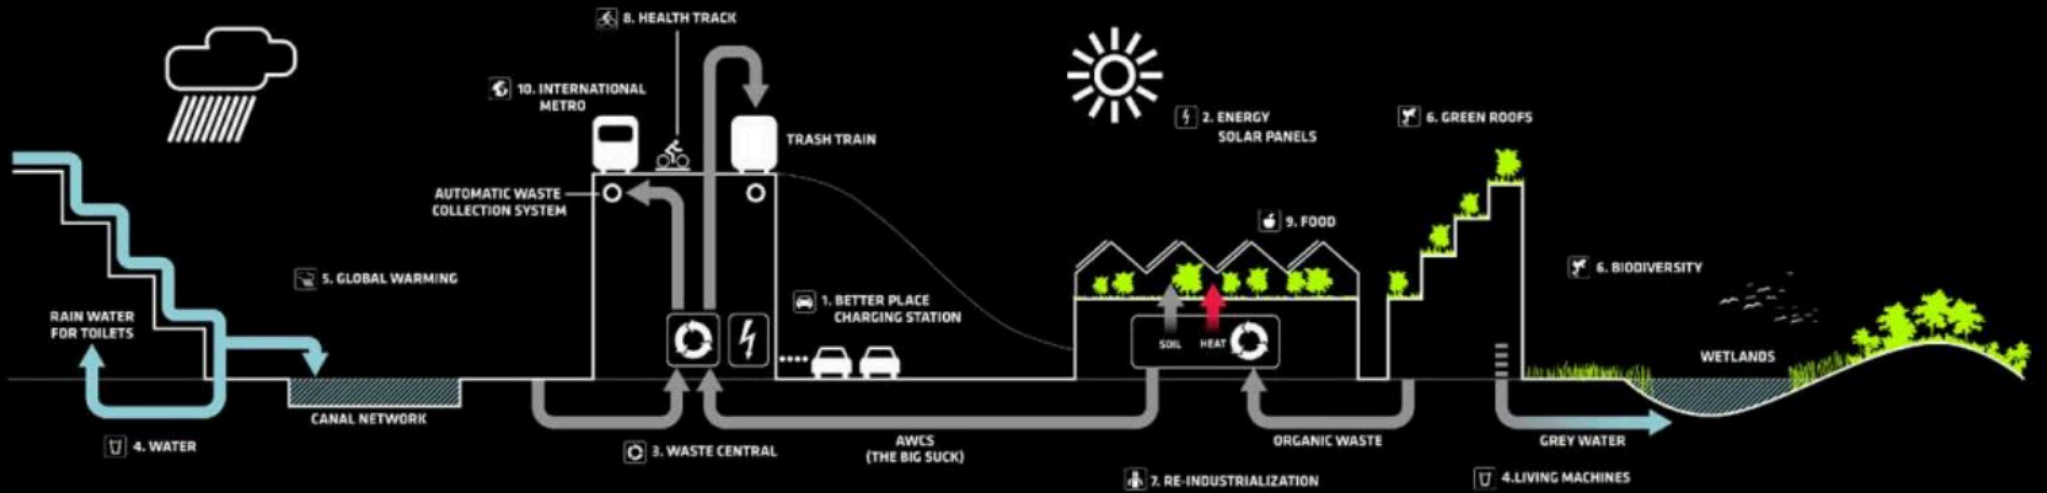 8. HEALTH TRACK
10. INTERNATIONAL
METRO
TRASH TRAIN
2. ENERGY
SOLAR PANELS
6. GREEN ROOFS
AUTOMATIC WASTE
COLLECTION SYSTEM
9. FOOD
5. GLOBAL WARMING
6. BIODIVERSITY
RAIN WATER
FOR TOILETS
1. BETTER PLACE
CHARGING STATION
SOIL
HEAT
WETLANDS
CANAL NETWORK
4. WATER
3. WASTE CENTRAL
AWCS
(THE BIG SUCK)
ORGANIC WASTE
GREY WATER
7. RE-INDUSTRIALIZATION
4.LIVING MACHINES